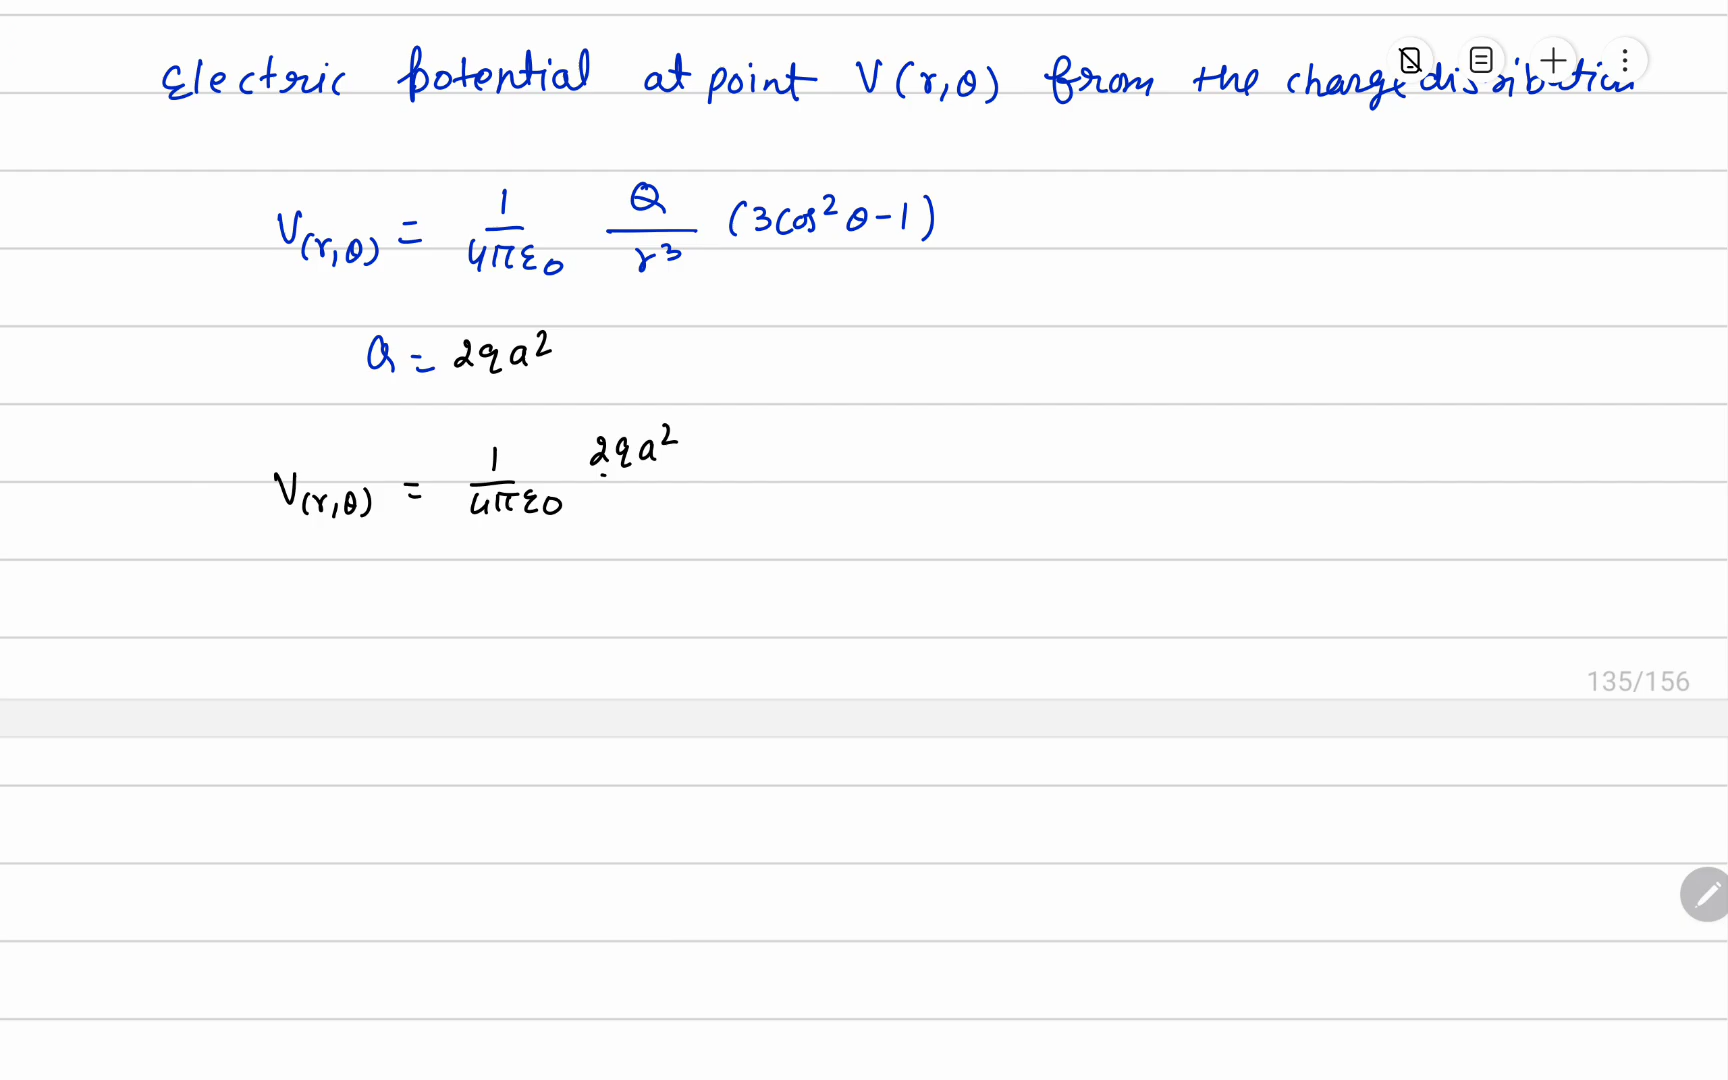 Electric potential at point V(r,θ) from the charge distribution
V(r,θ) = 1/4πε0 Q/r³ (3cos²θ-1)
Q = 2qa²
V(r,θ) = 1/4πε0 2qa²
135/156